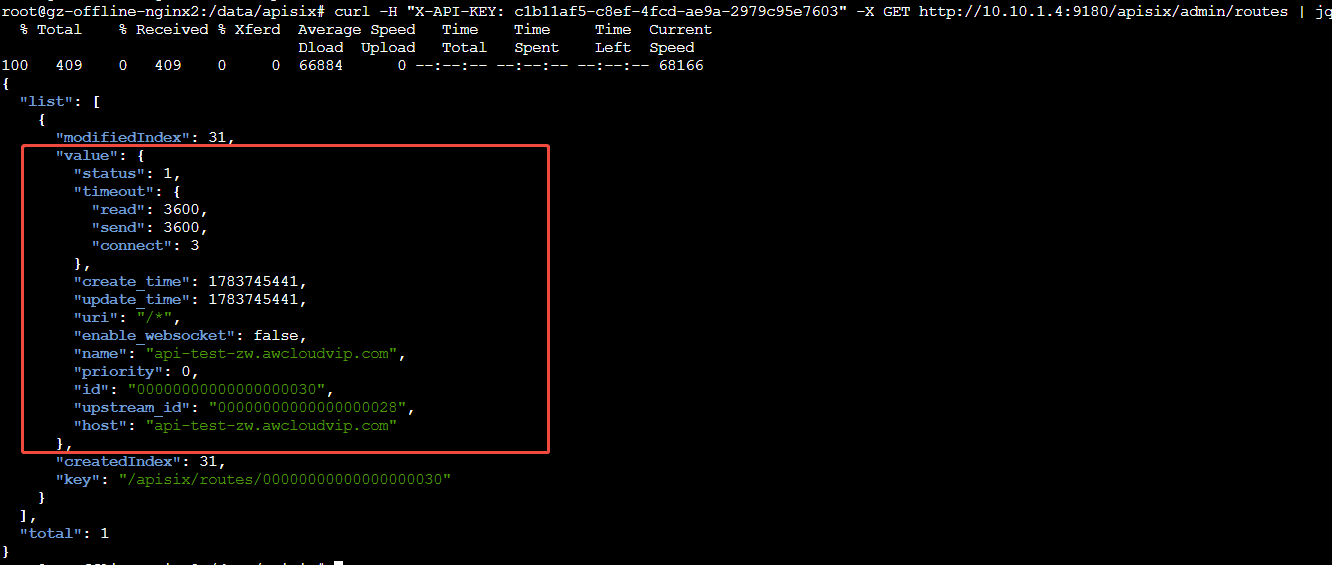 root@gz-offline-nginx2:/data/apisix# curl -H "X-API-KEY: c1b11af5-c8ef-4fcd-ae9a-2979c95e7603" -X GET http://10.10.1.4:9180/apisix/admin/routes | jq
  % Total    % Received % Xferd  Average Speed   Time    Time     Time  Current
                                 Dload  Upload   Total   Spent    Left  Speed
100   409    0   409    0     0  66884      0 --:--:-- --:--:-- --:--:-- 68166
{
  "list": [
    {
      "modifiedIndex": 31,
      "value": {
        "status": 1,
        "timeout": {
          "read": 3600,
          "send": 3600,
          "connect": 3
        },
        "create_time": 1783745441,
        "update_time": 1783745441,
        "uri": "/*",
        "enable_websocket": false,
        "name": "api-test-zw.awcloudvip.com",
        "priority": 0,
        "id": "00000000000000000030",
        "upstream_id": "00000000000000000028",
        "host": "api-test-zw.awcloudvip.com"
      },
      "createdIndex": 31,
      "key": "/apisix/routes/00000000000000000030"
    }
  ],
  "total": 1
}